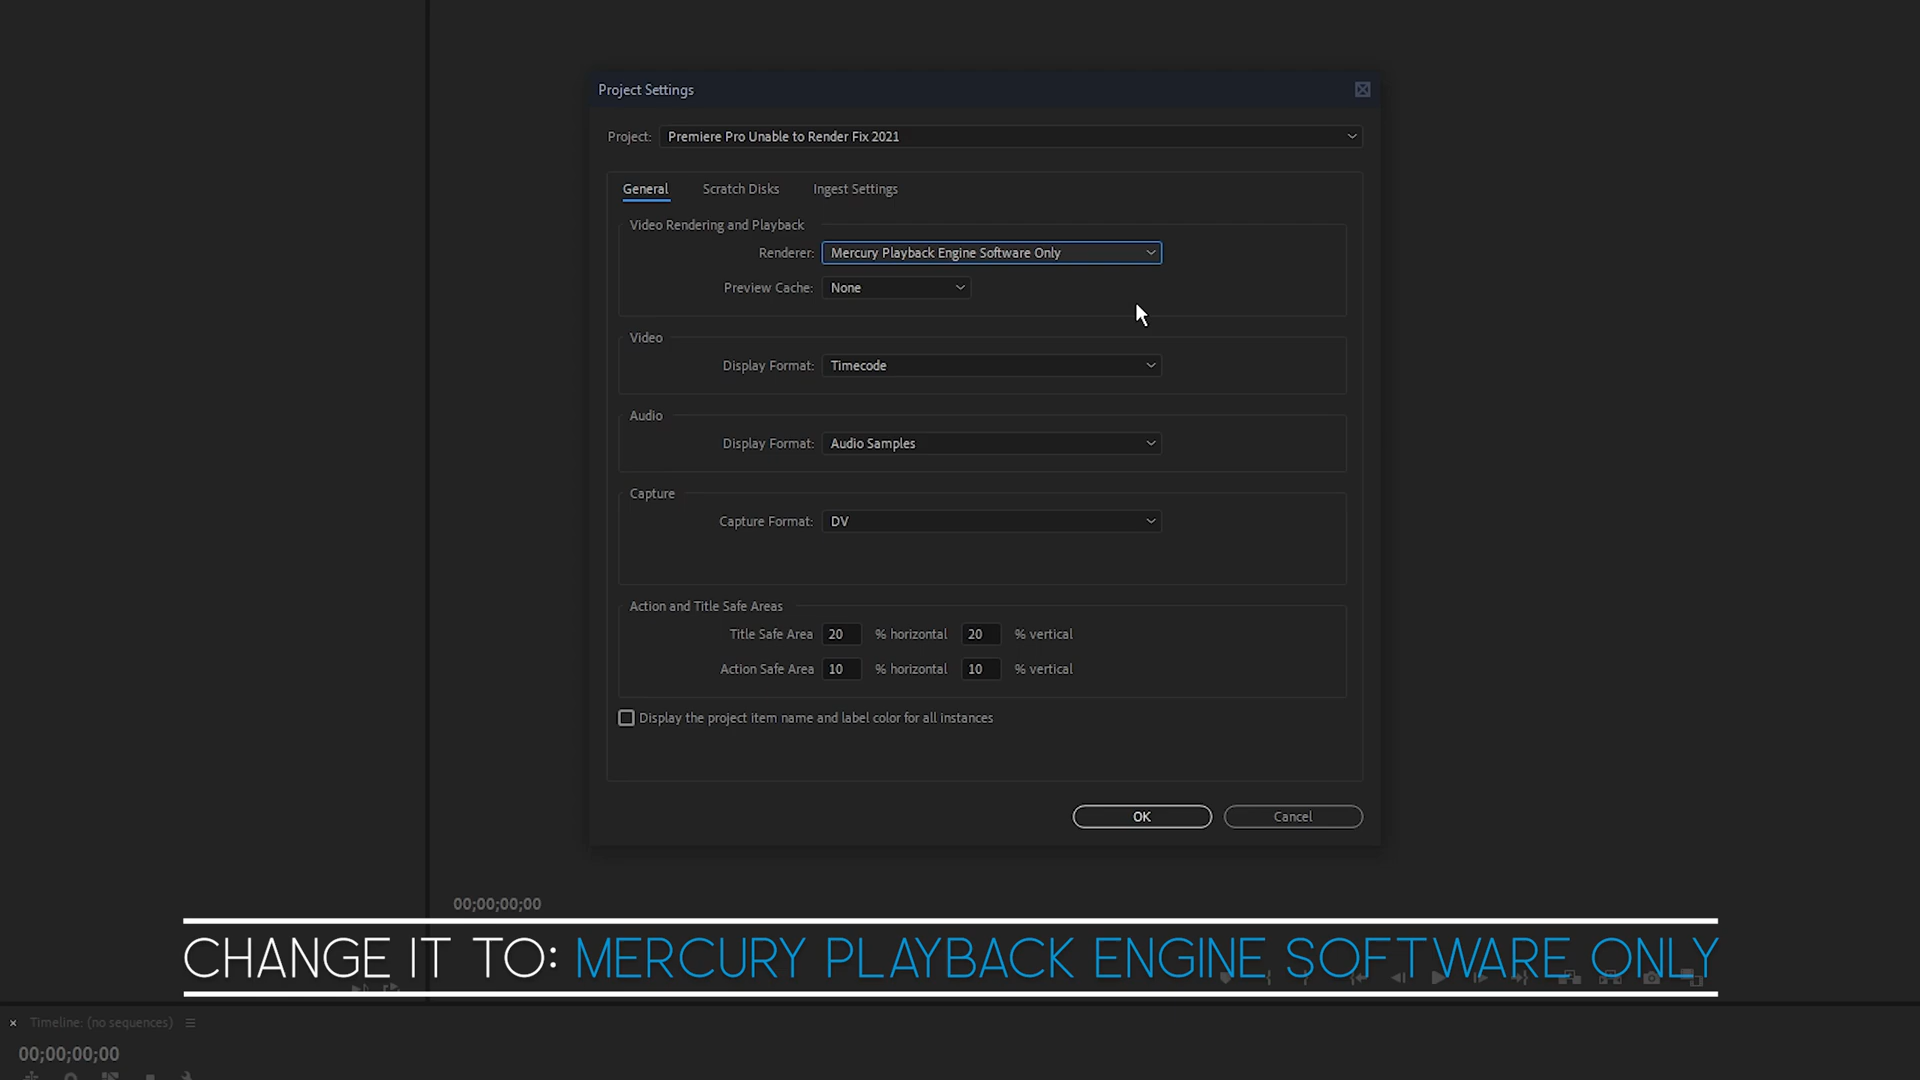 Project Settings
Project: Premiere Pro Unable to Render Fix 2021
General Scratch Disks Ingest Settings
Video Rendering and Playback
Renderer: Mercury Playback Engine Software Only
Preview Cache: None
Video
Display Format: Timecode
Audio
Display Format: Audio Samples
Capture
Capture Format: DV
Action and Title Safe Areas
Title Safe Area 20 % horizontal 20 % vertical
Action Safe Area 10 % horizontal 10 % vertical
Display the project item name and label color for all instances
OK Cancel
00;00;00;00
CHANGE IT TO: MERCURY PLAYBACK ENGINE SOFTWARE ONLY
Timeline: (no sequences)
00;00;00;00